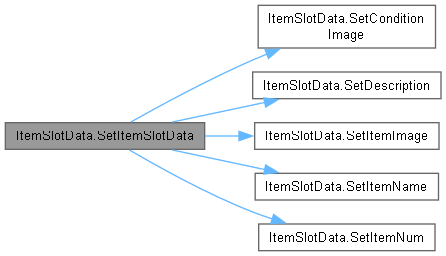 ItemSlotData.SetCondition
Image
ItemSlotData.SetDescription
ItemSlotData.SetItemSlotData
ItemSlotData.SetItemImage
ItemSlotData.SetItemName
ItemSlotData.SetItemNum